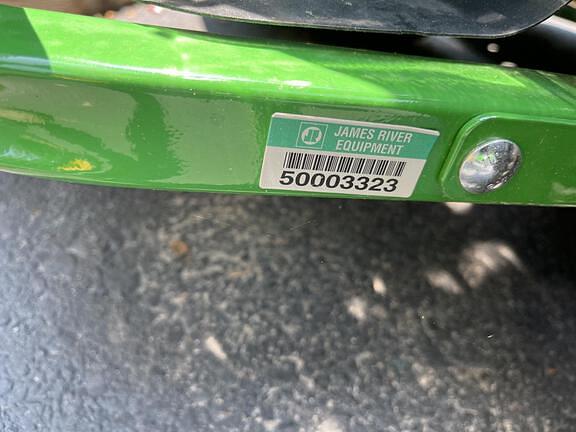 JAMES RIVER
EQUIPMENT
50003323